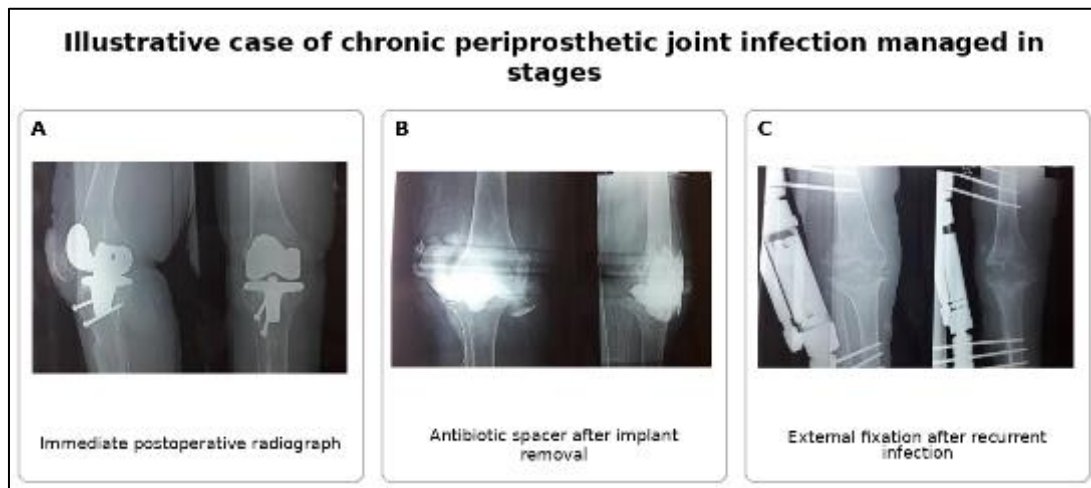 Illustrative case of chronic periprosthetic joint infection managed in
stages
A
B
C
Immediate postoperative radiograph
Antibiotic spacer after implant
removal
External fixation after recurrent
infection